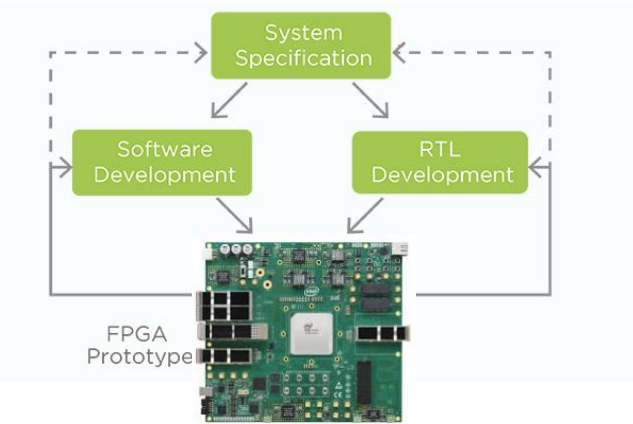 System
Specification
Software
Development
RTL
Development
FPGA
Prototype